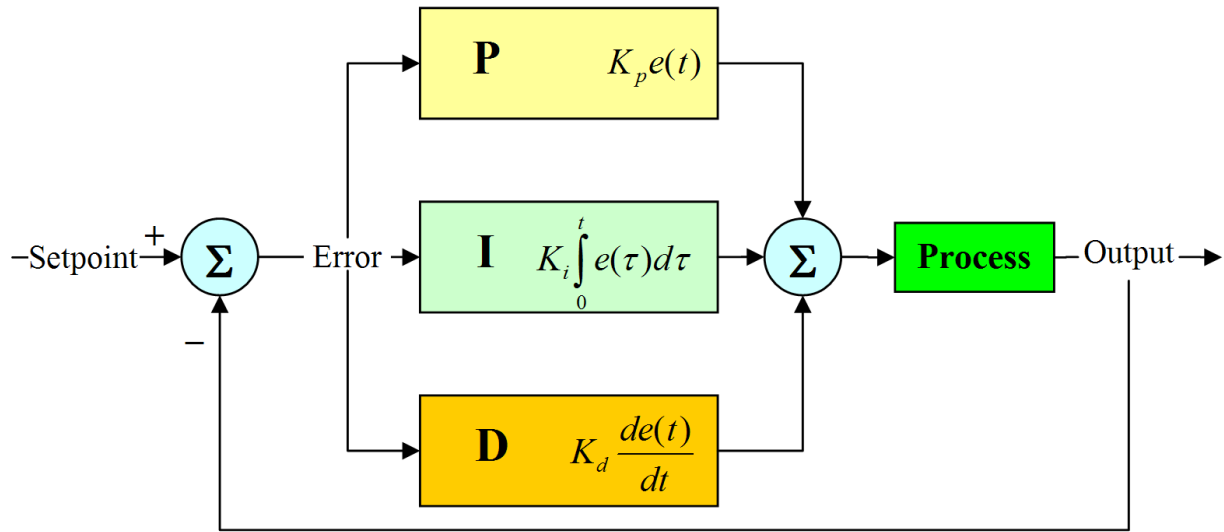 P K_p e(t)
Setpoint + Σ Error I K_i ∫_0^t e(τ)dτ Σ Process Output
−
D K_d de(t)/dt